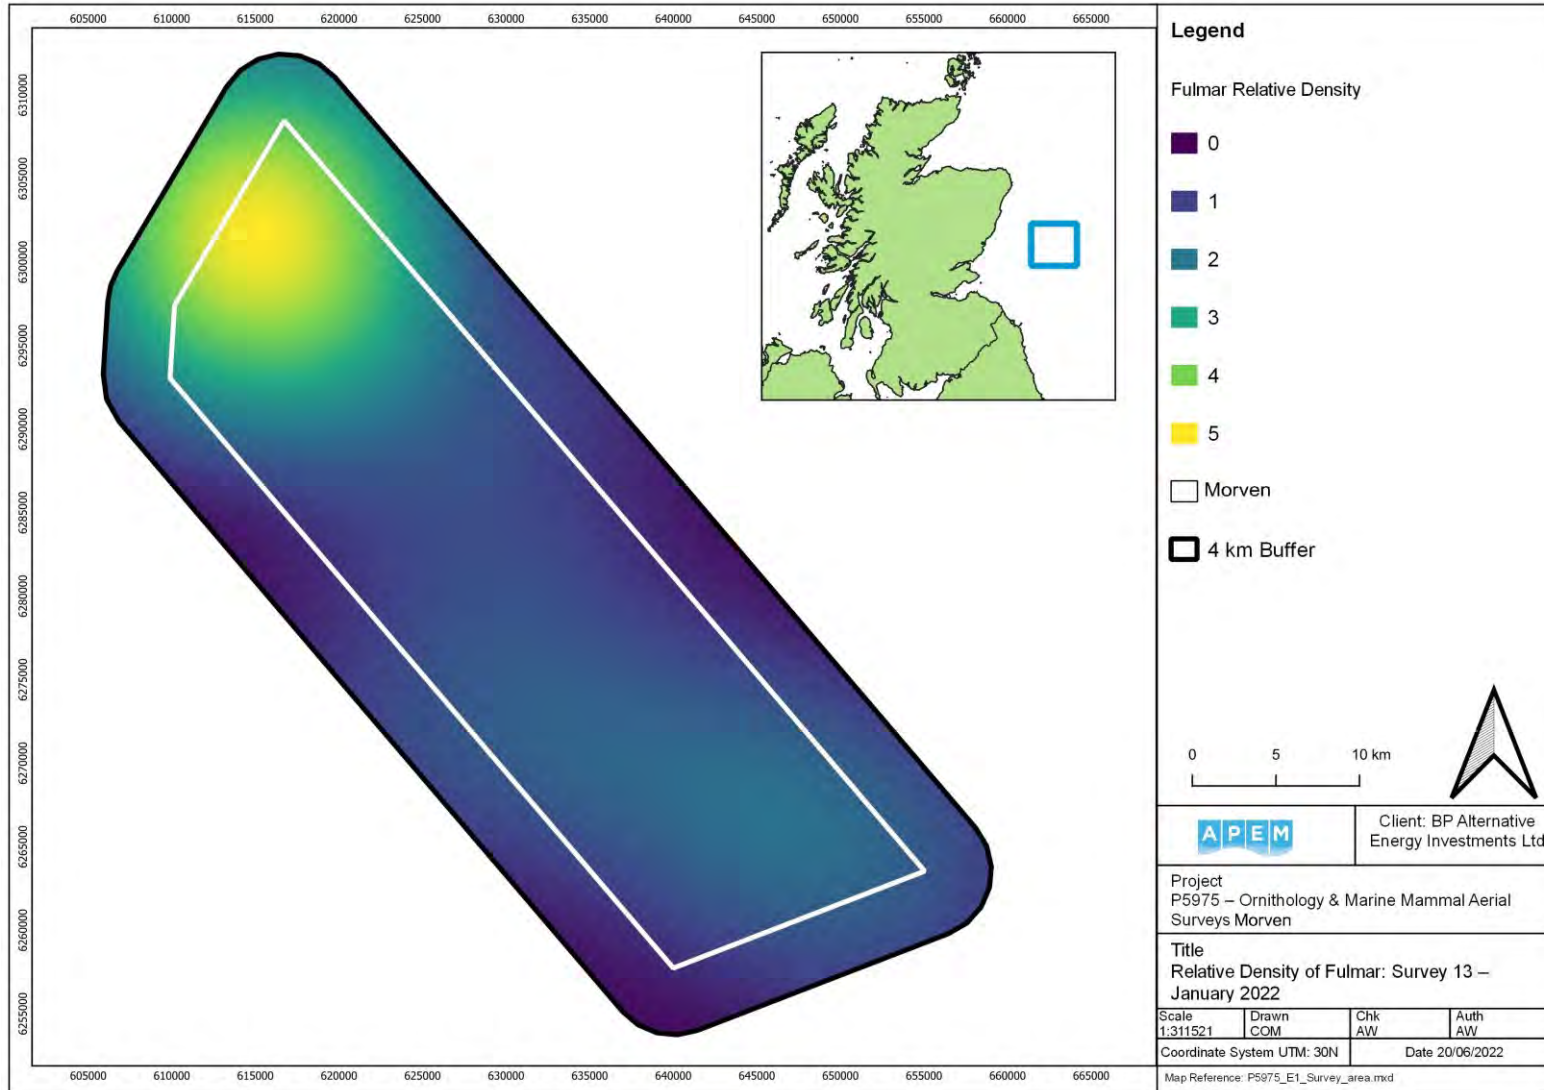 605000 610000 615000 620000 625000 630000 635000 640000 645000 650000 655000 660000 665000
6310000
6305000
6300000
6295000
6290000
6285000
6280000
6275000
6270000
6265000
6260000
6255000
605000 610000 615000 620000 625000 630000 635000 640000 645000 650000 655000 660000 665000
Legend
Fulmar Relative Density
0
1
2
3
4
5
Morven
4 km Buffer
0 5 10 km
APEM
Client: BP Alternative
Energy Investments Ltd
Project
P5975 – Ornithology & Marine Mammal Aerial
Surveys Morven
Title
Relative Density of Fulmar: Survey 13 –
January 2022
Scale Drawn Chk Auth
1:311521 COM AW AW
Coordinate System UTM: 30N Date 20/06/2022
Map Reference: P5975_E1_Survey_area.mxd